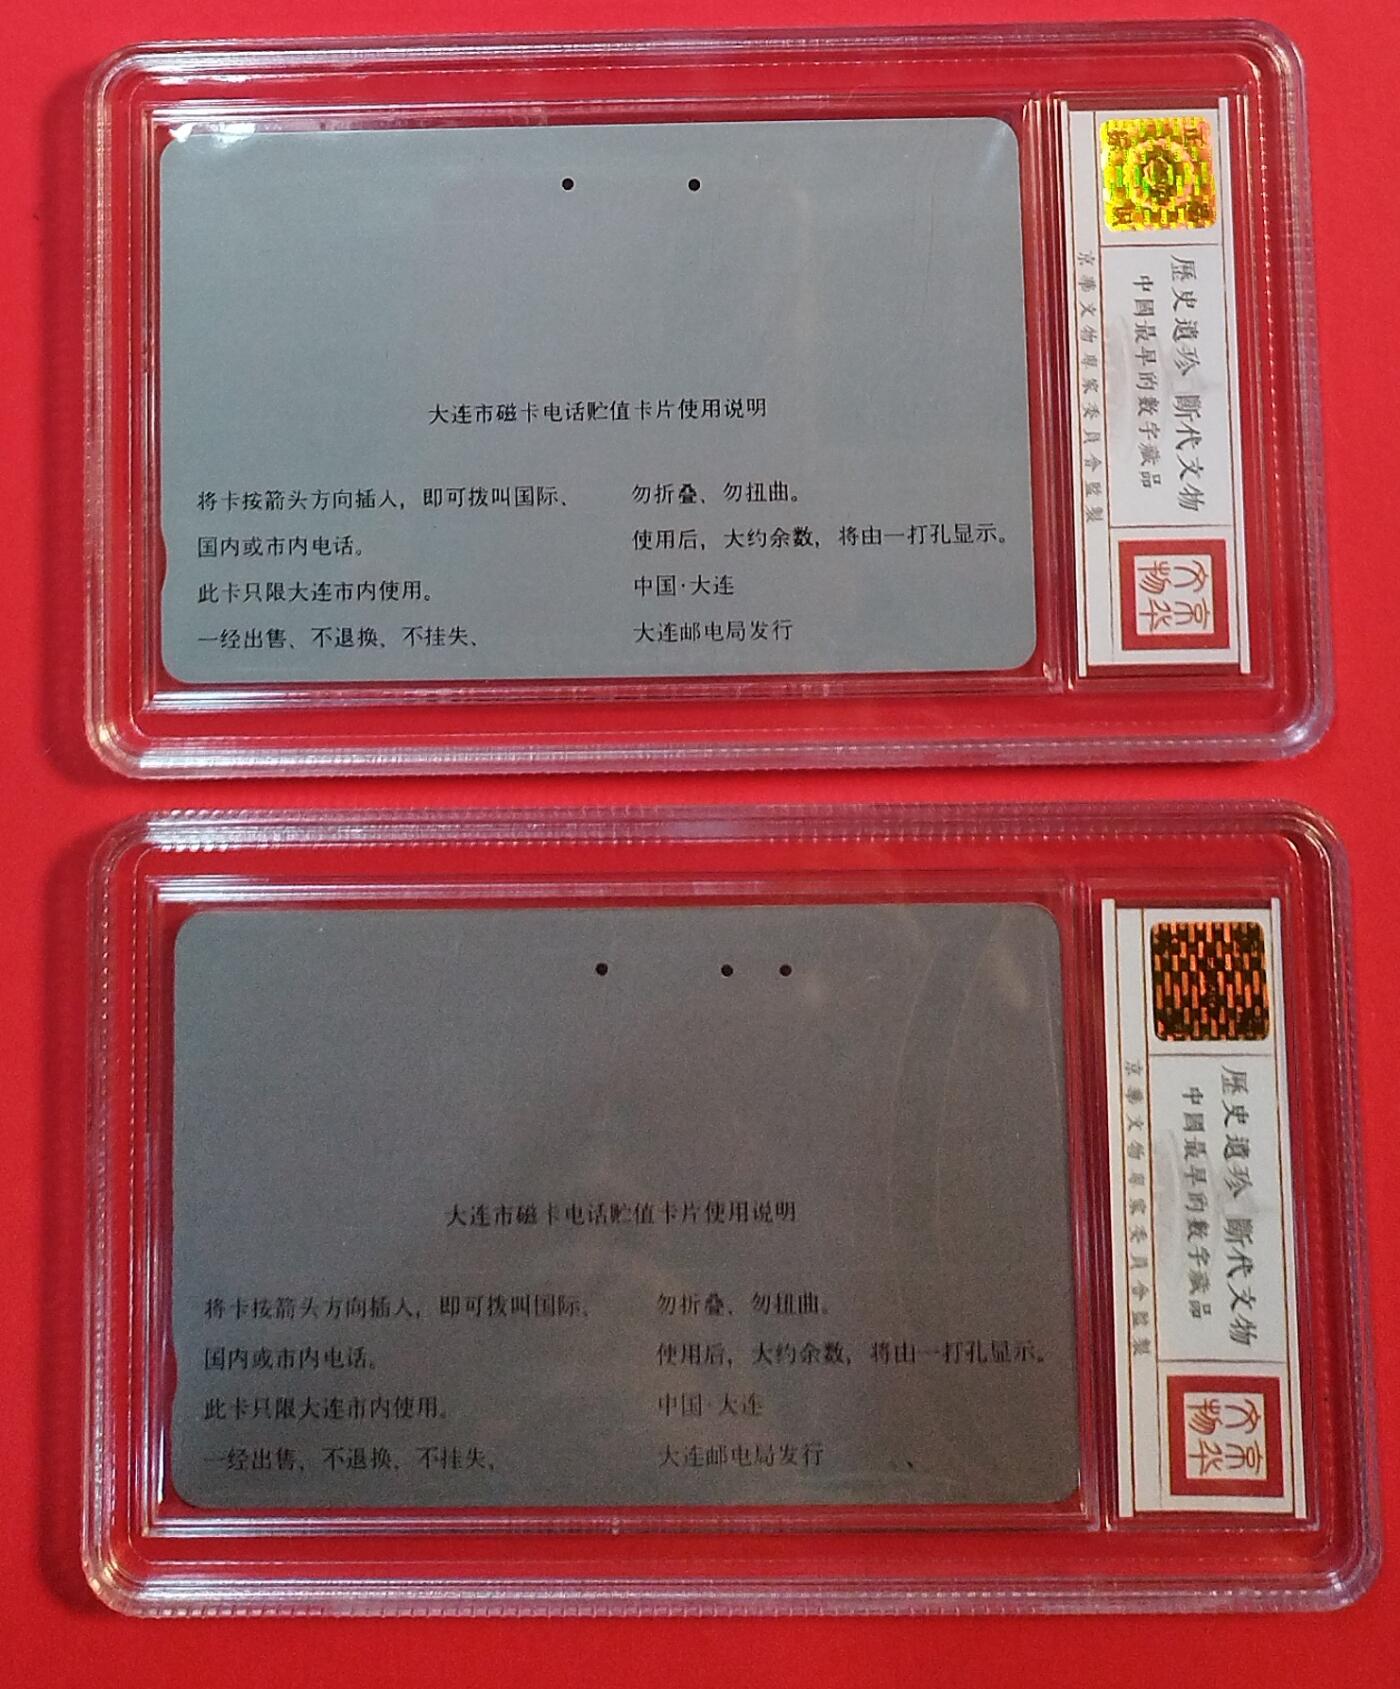 大连市磁卡电话贮值卡片使用说明
将卡按箭头方向插入，即可拨叫国际、
国内或市内电话。
此卡只限大连市内使用。
一经出售、不退换、不挂失、
勿折叠、勿扭曲。
使用后，大约余数，将由一打孔显示。
中国·大连
大连邮电局发行
歷史遺珍 斷代文物
中國最早的數字藏品
京華文物專家委員會監製
京华文物
大连市磁卡电话贮值卡片使用说明
将卡按箭头方向插入，即可拨叫国际、
国内或市内电话。
此卡只限大连市内使用。
一经出售、不退换、不挂失、
勿折叠、勿扭曲。
使用后，大约余数，将由一打孔显示。
中国·大连
大连邮电局发行
歷史遺珍 斷代文物
中國最早的數字藏品
京華文物專家委員會監製
京华文物